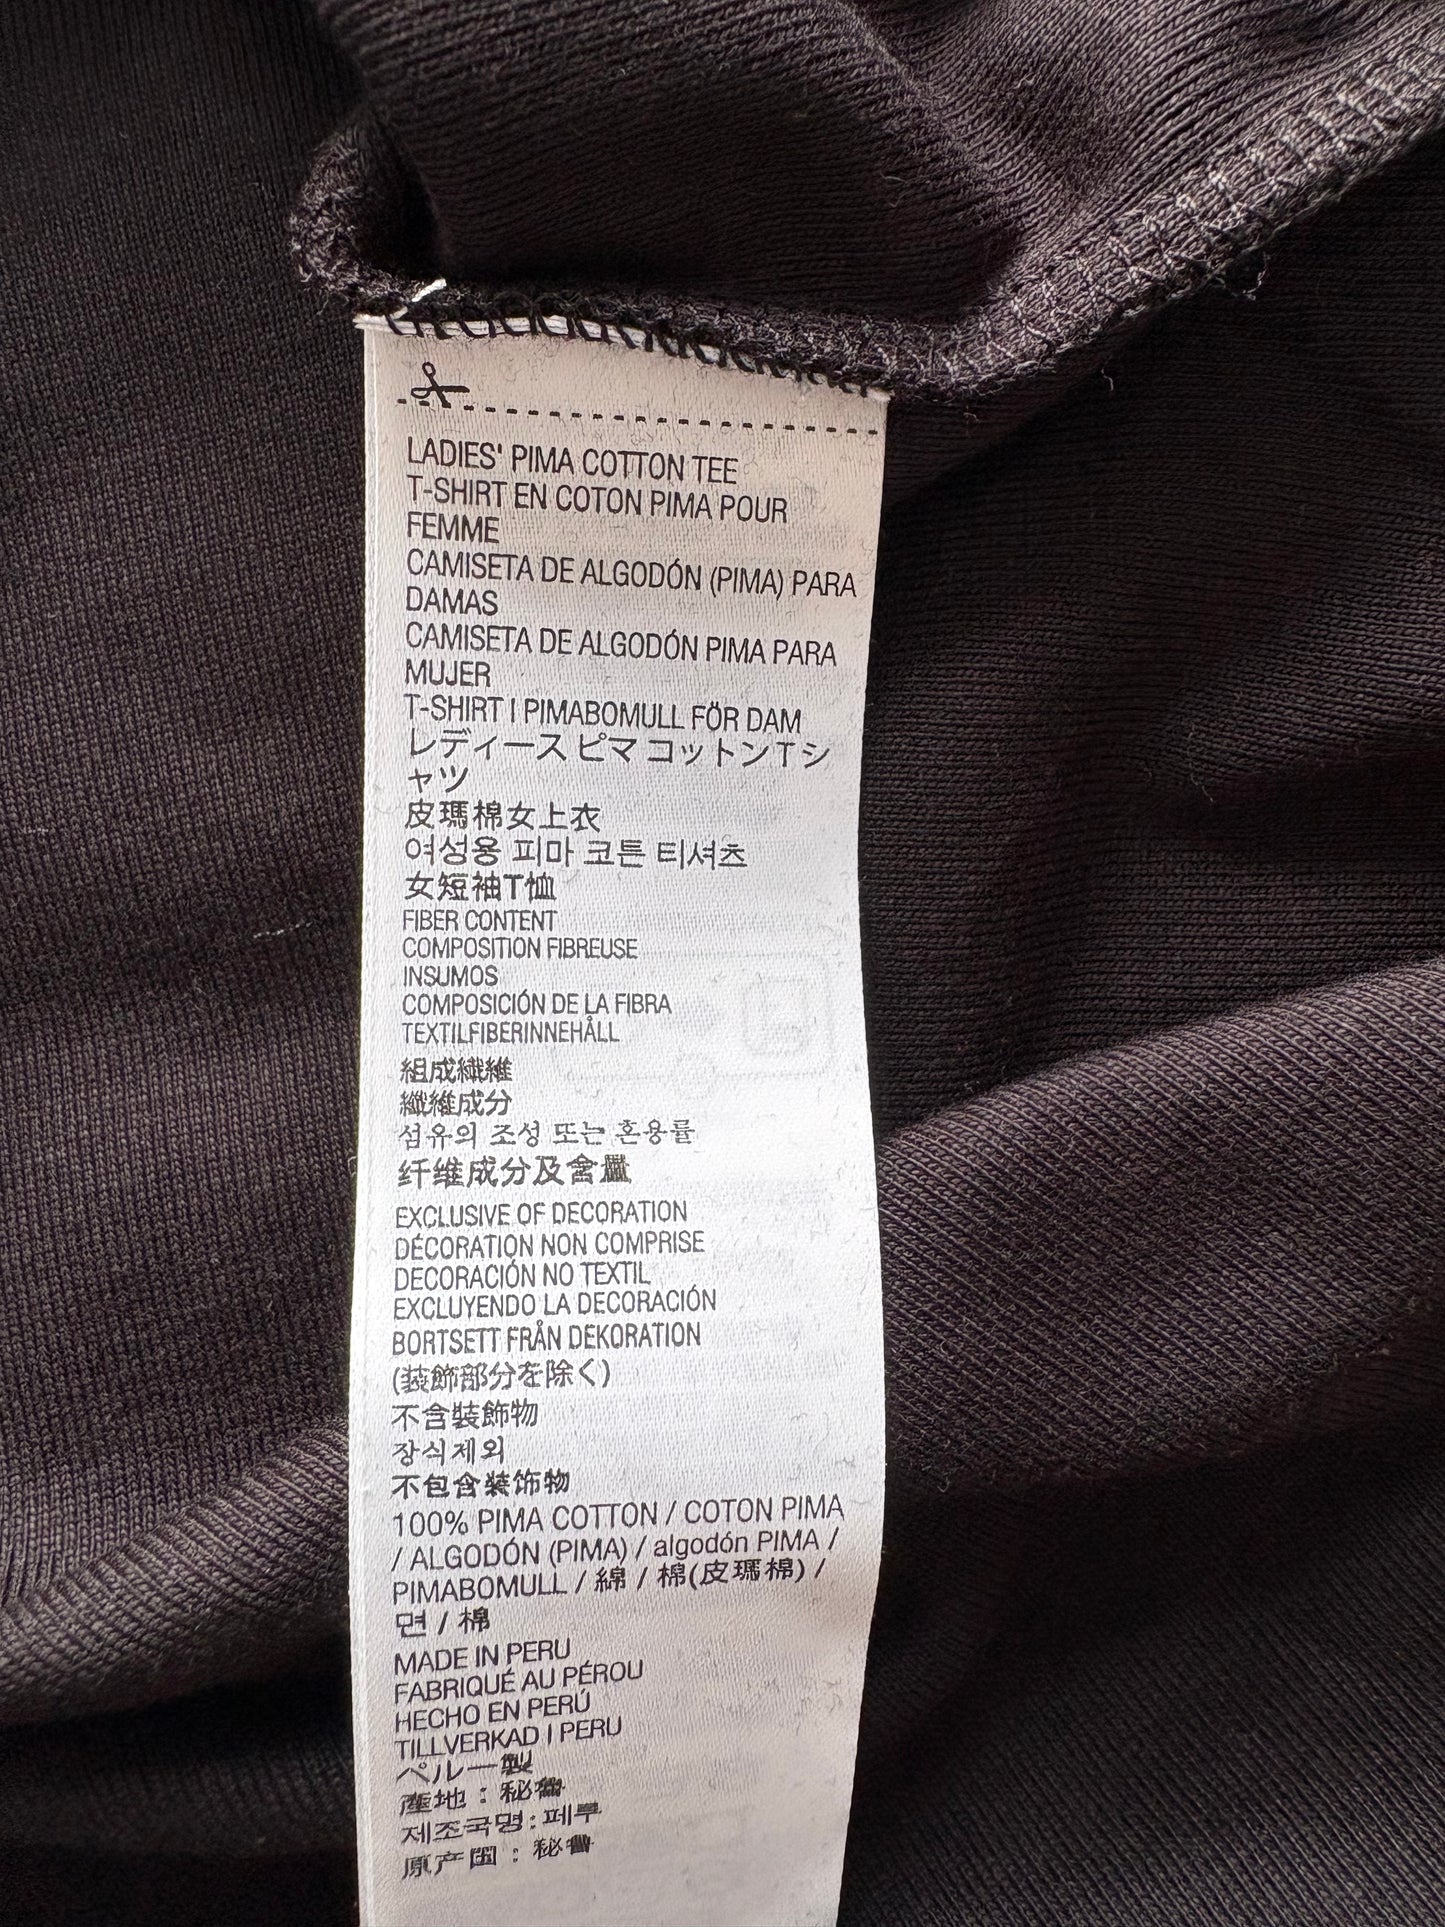 LADIES' PIMA COTTON TEE
T-SHIRT EN COTON PIMA POUR
FEMME
CAMISETA DE ALGODÓN (PIMA) PARA
DAMAS
CAMISETA DE ALGODÓN PIMA PARA
MUJER
T-SHIRT I PIMABOMULL FÖR DAM
レディース ピマ コットンTシ
ャツ
皮瑪棉女上衣
여성용 피마 코튼 티셔츠
女短袖T恤
FIBER CONTENT
COMPOSITION FIBREUSE
INSUMOS
COMPOSICIÓN DE LA FIBRA
TEXTILFIBERINNEHÅLL
組成繊維
纖維成分
섬유의 조성 또는 혼용률
纤维成分及含量
EXCLUSIVE OF DECORATION
DÉCORATION NON COMPRISE
DECORACIÓN NO TEXTIL
EXCLUYENDO LA DECORACIÓN
BORTSETT FRÅN DEKORATION
(装飾部分を除く)
不含裝飾物
장식제외
不包含装饰物
100% PIMA COTTON / COTON PIMA
/ ALGODÓN (PIMA) / algodón PIMA /
PIMABOMULL / 綿 / 棉(皮瑪棉) /
면 / 棉
MADE IN PERU
FABRIQUÉ AU PÉROU
HECHO EN PERÚ
TILLVERKAD I PERU
ペルー製
產地 : 秘魯
제조국명 : 페루
原产国 : 秘鲁